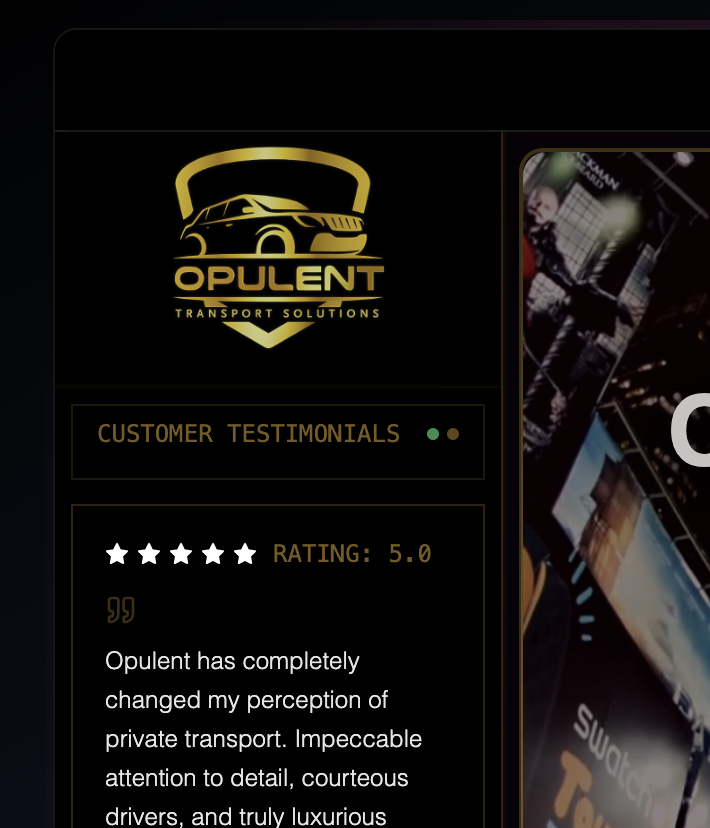 OPULENT
TRANSPORT SOLUTIONS
CUSTOMER TESTIMONIALS
RATING: 5.0
Opulent has completely
changed my perception of
private transport. Impeccable
attention to detail, courteous
drivers, and truly luxurious
swatch